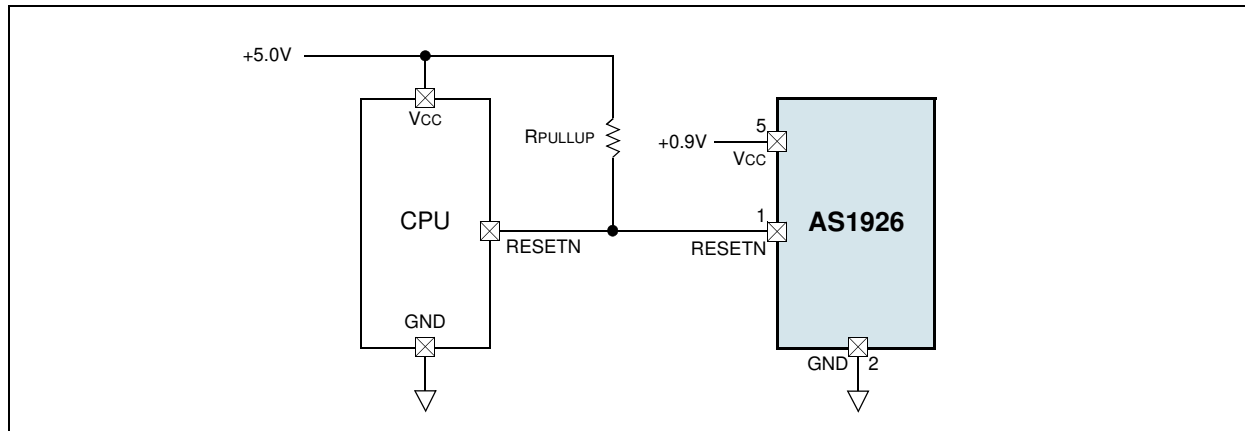 +5.0V
VCC
RPULLUP
+0.9V
5
VCC
CPU
1
AS1926
RESETN
RESETN
GND
GND
2